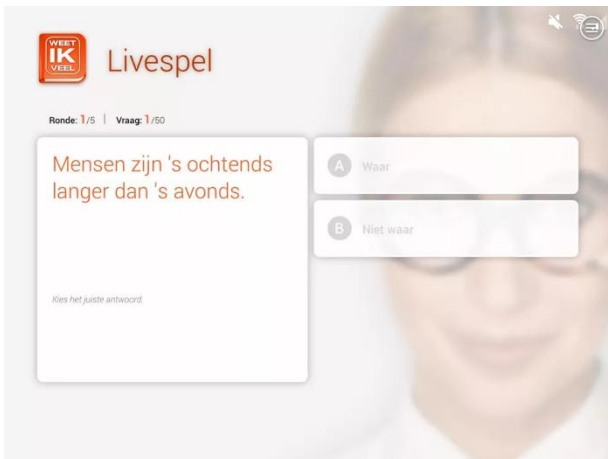 WEET
IK
VEEL
Livespel
Ronde: 1/5 | Vraag: 1/50
Mensen zijn 's ochtends
langer dan 's avonds.
Kies het juiste antwoord.
A Waar
B Niet waar